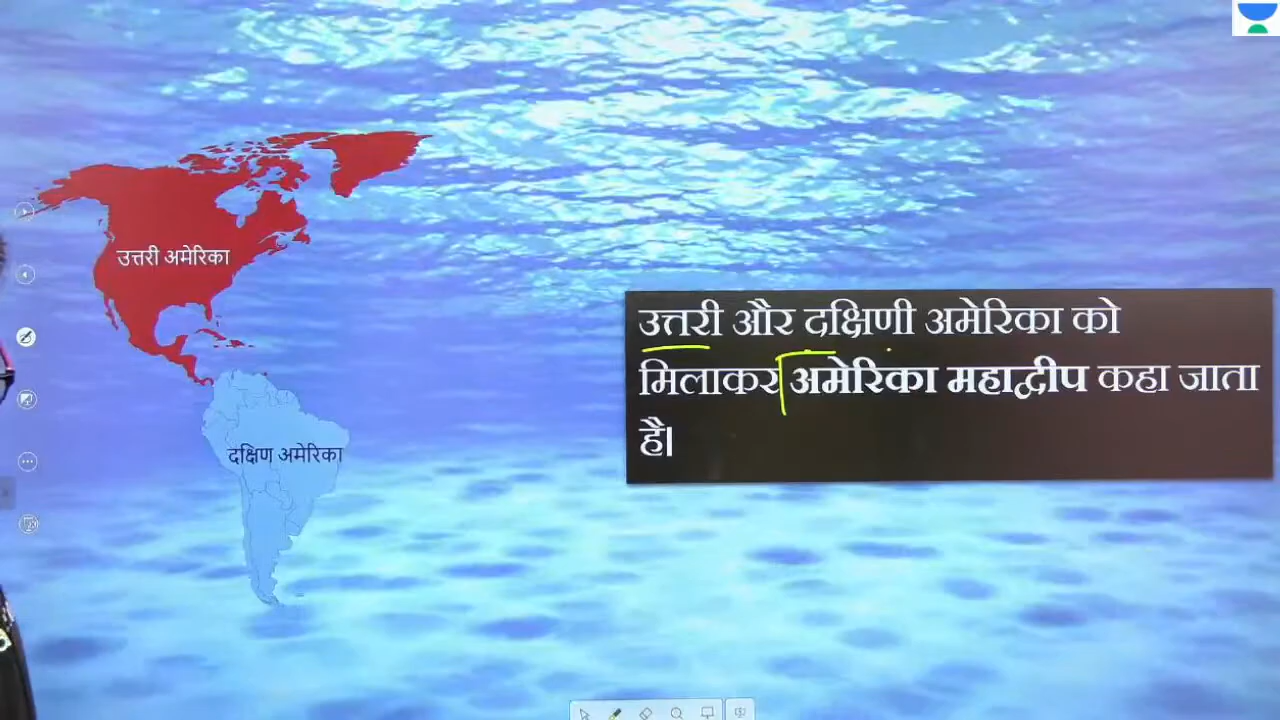 उत्तरी अमेरिका
दक्षिण अमेरिका
उत्तरी और दक्षिणी अमेरिका को
मिलाकर अमेरिका महाद्वीप कहा जाता
है।